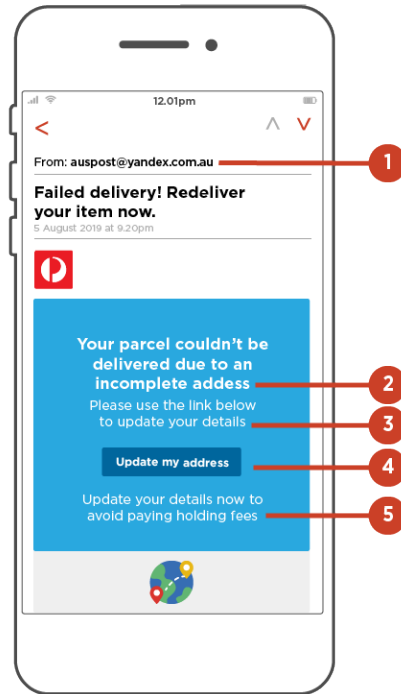 12.01pm
From: auspost@yandex.com.au
1
Failed delivery! Redeliver
your item now.
5 August 2019 at 9.20pm
Your parcel couldn't be
delivered due to an
incomplete addess
2
Please use the link below
to update your details
3
Update my address
4
Update your details now to
avoid paying holding fees
5